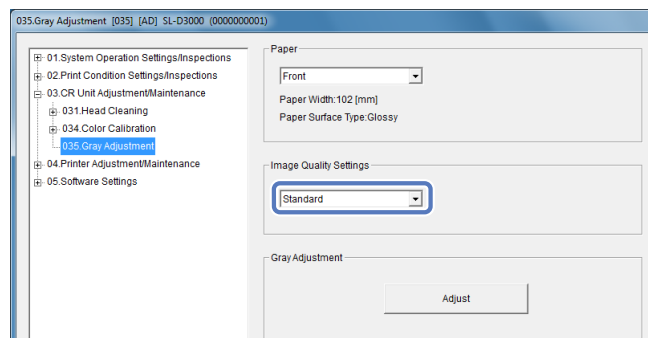 035.Gray Adjustment [035] [AD] SL-D3000 (0000000001)
01.System Operation Settings/Inspections
02.Print Condition Settings/Inspections
03.CR Unit Adjustment/Maintenance
031.Head Cleaning
034.Color Calibration
035.Gray Adjustment
04.Printer Adjustment/Maintenance
05.Software Settings
Paper
Front
Paper Width:102 [mm]
Paper Surface Type:Glossy
Image Quality Settings
Standard
Gray Adjustment
Adjust